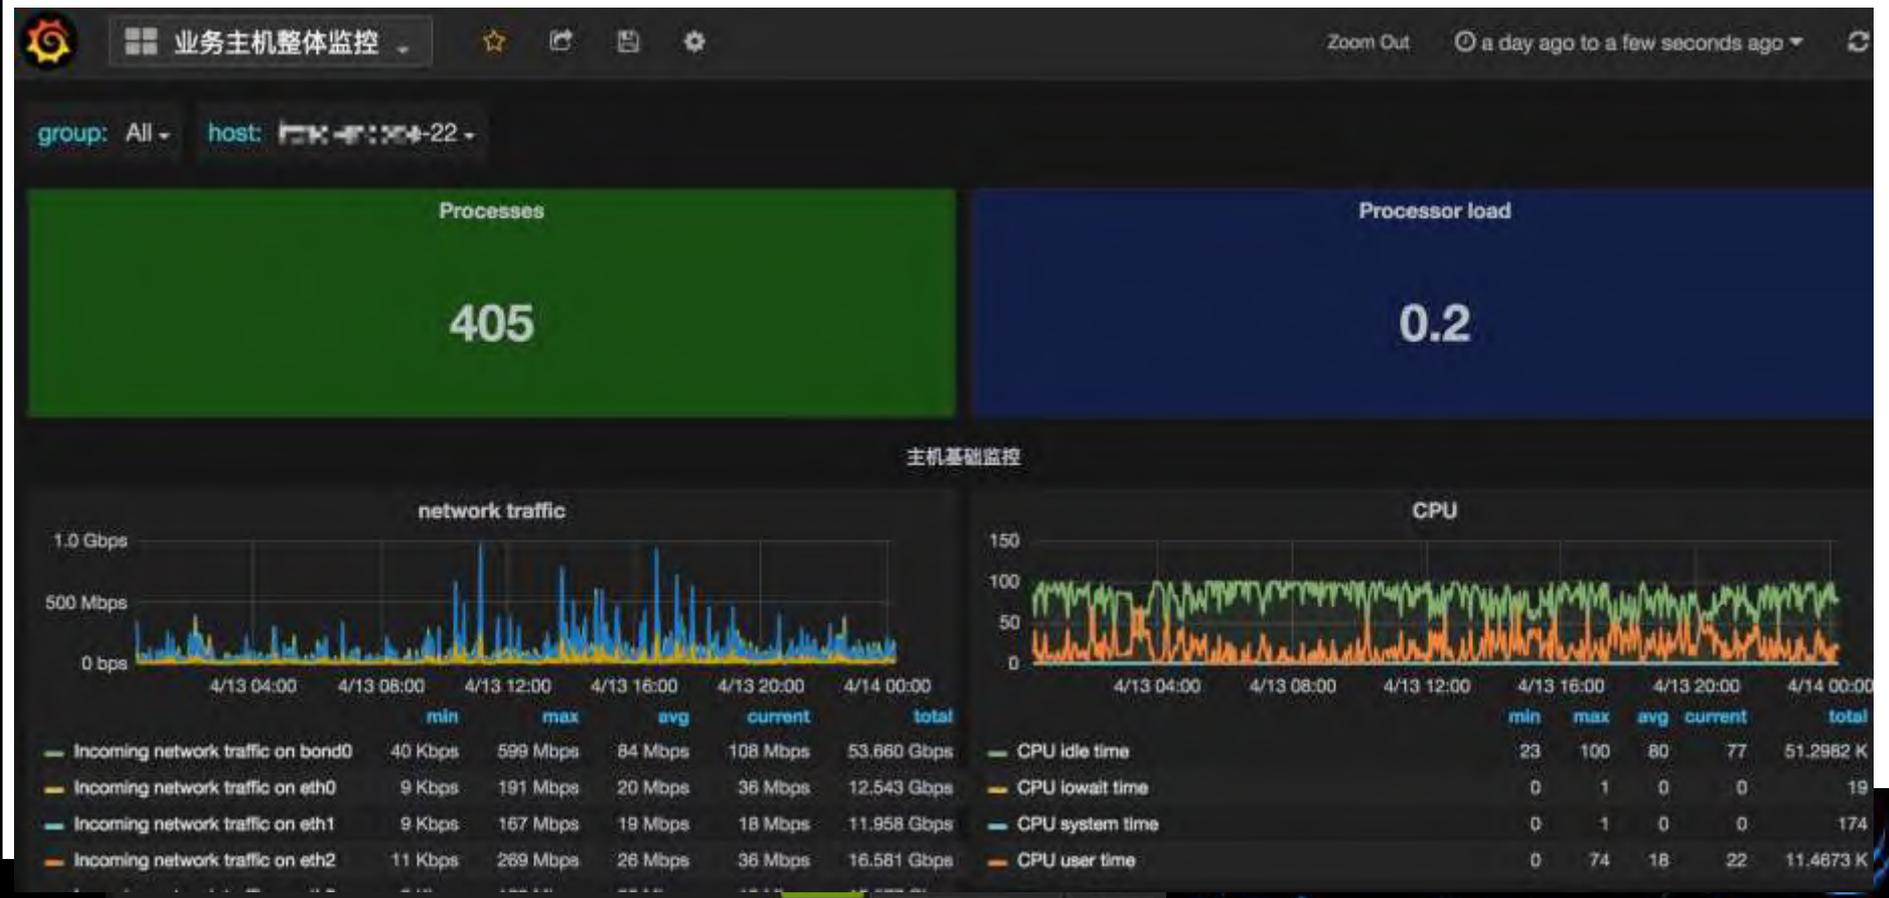 业务主机整体监控
Zoom Out a day ago to a few seconds ago
group: All host: -22
Processes
405
Processor load
0.2
主机基础监控
network traffic
1.0 Gbps
500 Mbps
0 bps
4/13 04:00 4/13 08:00 4/13 12:00 4/13 16:00 4/13 20:00 4/14 00:00
min max avg current total
Incoming network traffic on bond0 40 Kbps 599 Mbps 84 Mbps 108 Mbps 53.660 Gbps
Incoming network traffic on eth0 9 Kbps 191 Mbps 20 Mbps 36 Mbps 12.543 Gbps
Incoming network traffic on eth1 9 Kbps 167 Mbps 19 Mbps 18 Mbps 11.958 Gbps
Incoming network traffic on eth2 11 Kbps 269 Mbps 26 Mbps 36 Mbps 16.581 Gbps
CPU
150
100
50
0
4/13 04:00 4/13 08:00 4/13 12:00 4/13 16:00 4/13 20:00 4/14 00:00
min max avg current total
CPU idle time 23 100 80 77 51.2982 K
CPU iowait time 0 1 0 0 19
CPU system time 0 1 0 0 174
CPU user time 0 74 18 22 11.4673 K